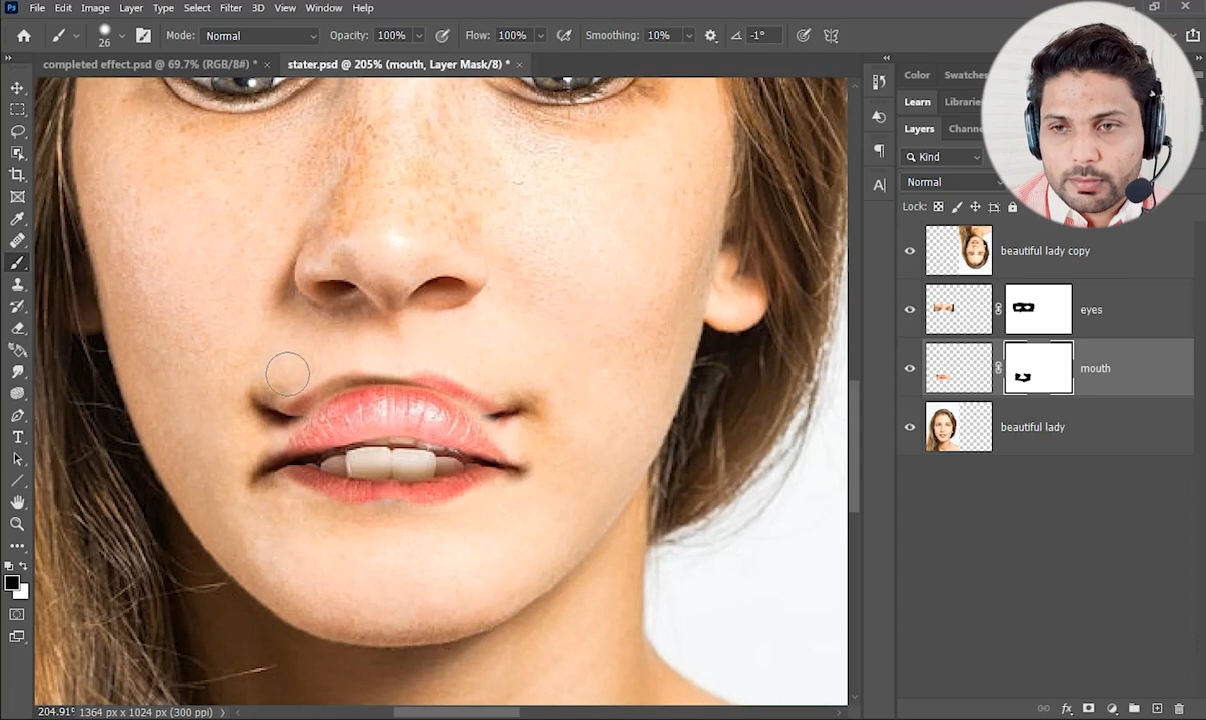 Ps File Edit Image Layer Type Select Filter 3D View Window Help
26 Mode: Normal Opacity: 100% Flow: 100% Smoothing: 10% -1°
completed effect.psd @ 69.7% (RGB/8#) * × stater.psd @ 205% (mouth, Layer Mask/8) * ×
Color Swatches
Learn Libraries
Layers
Kind
Normal
Lock:
beautiful lady copy
eyes
mouth
beautiful lady
204.91% 1364 px x 1024 px (300 ppi)